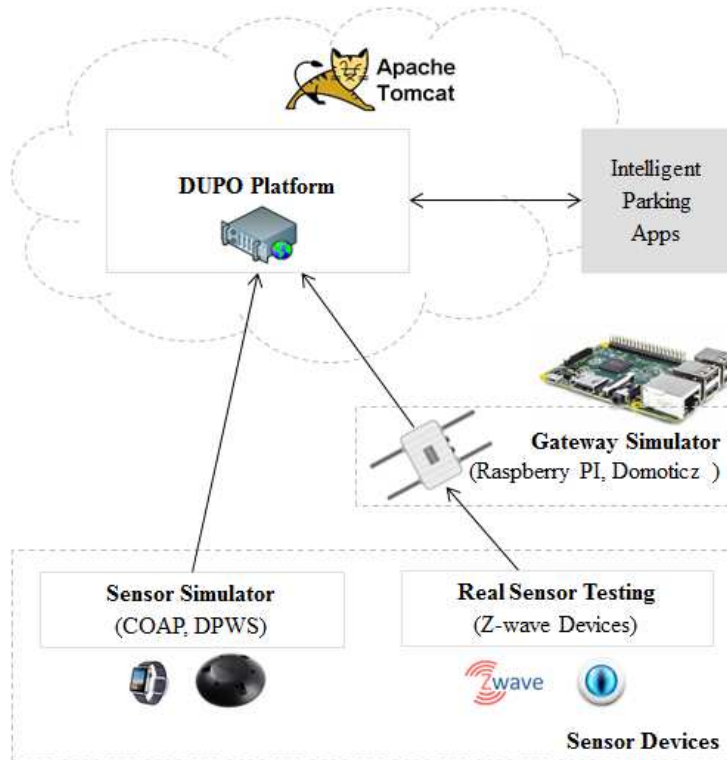 Apache
Tomcat
DUPO Platform
Intelligent
Parking
Apps
Gateway Simulator
(Raspberry PI, Domoticz )
Sensor Simulator
(COAP, DPWS)
Real Sensor Testing
(Z-wave Devices)
Zwave
Sensor Devices